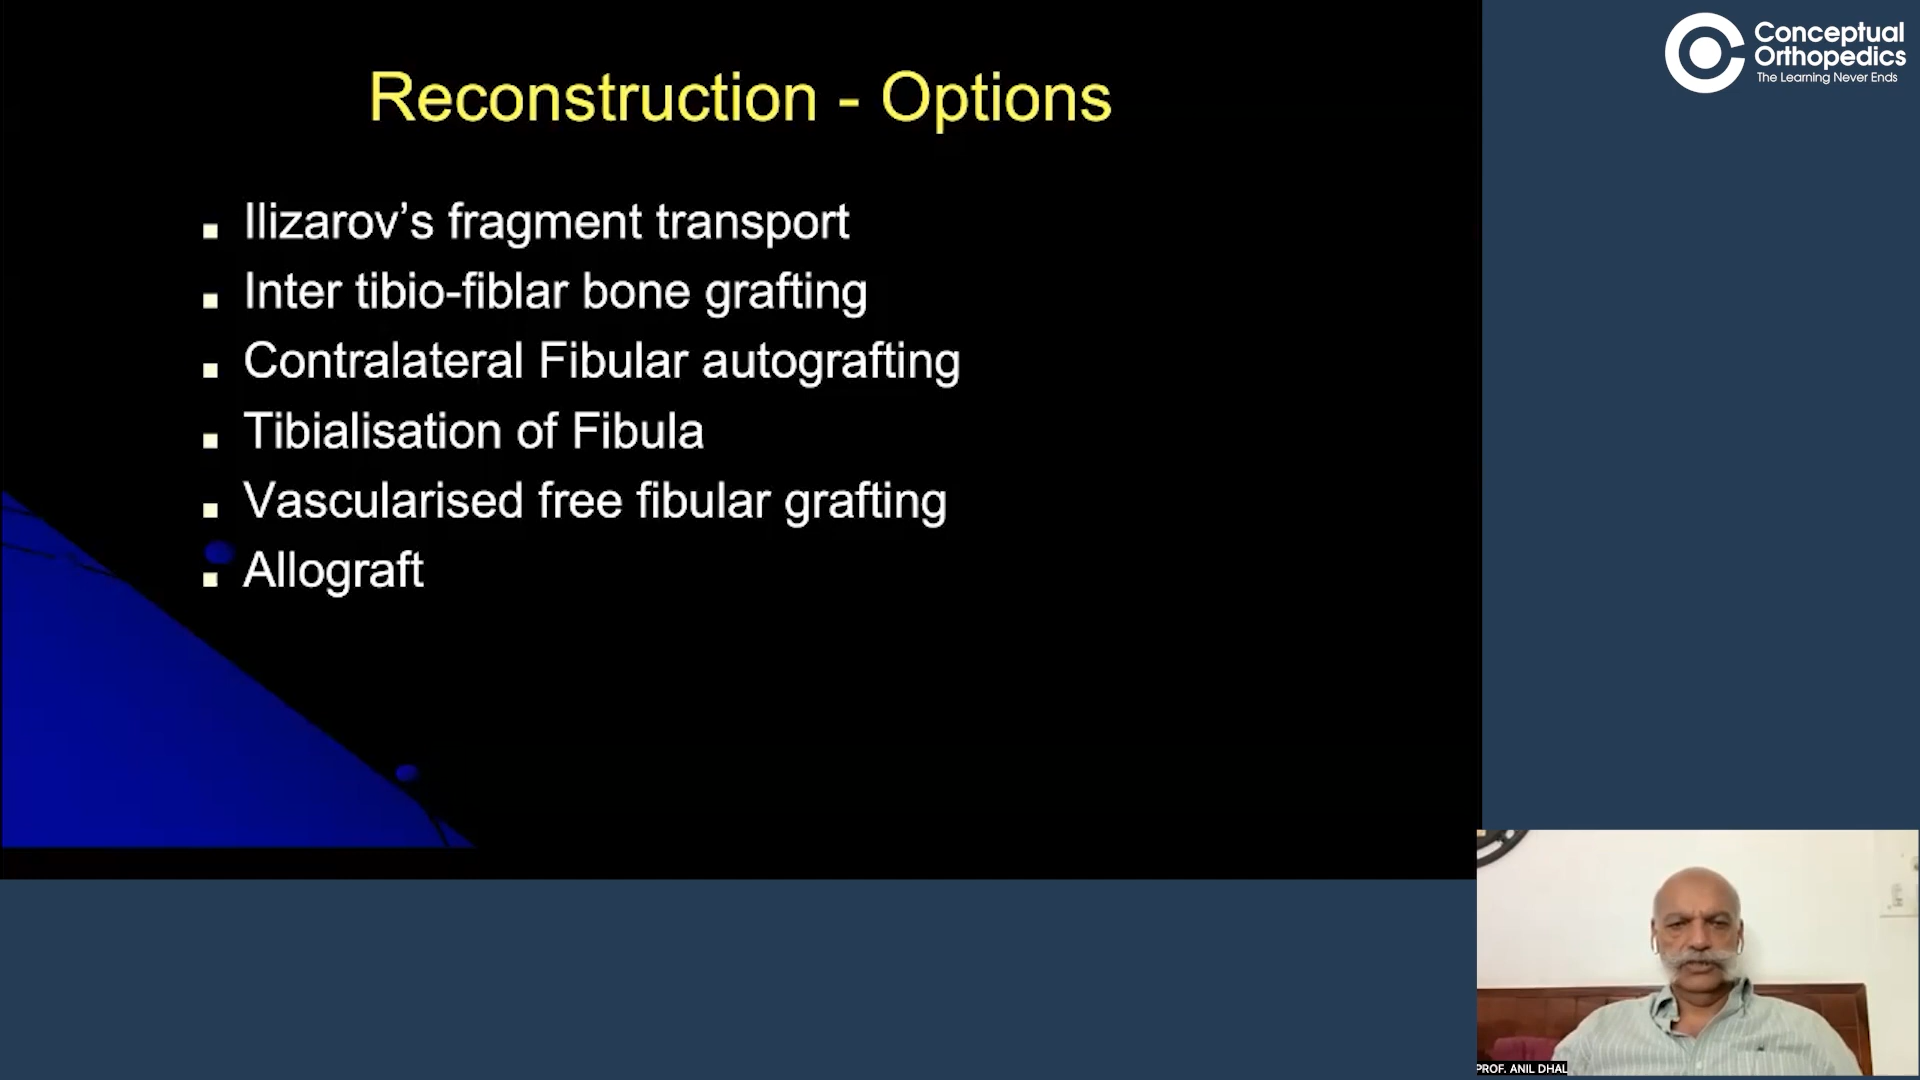 Reconstruction - Options
Ilizarov’s fragment transport
Inter tibio-fiblar bone grafting
Contralateral Fibular autografting
Tibialisation of Fibula
Vascularised free fibular grafting
Allograft
Conceptual
Orthopedics
The Learning Never Ends
PROF. ANIL DHAL